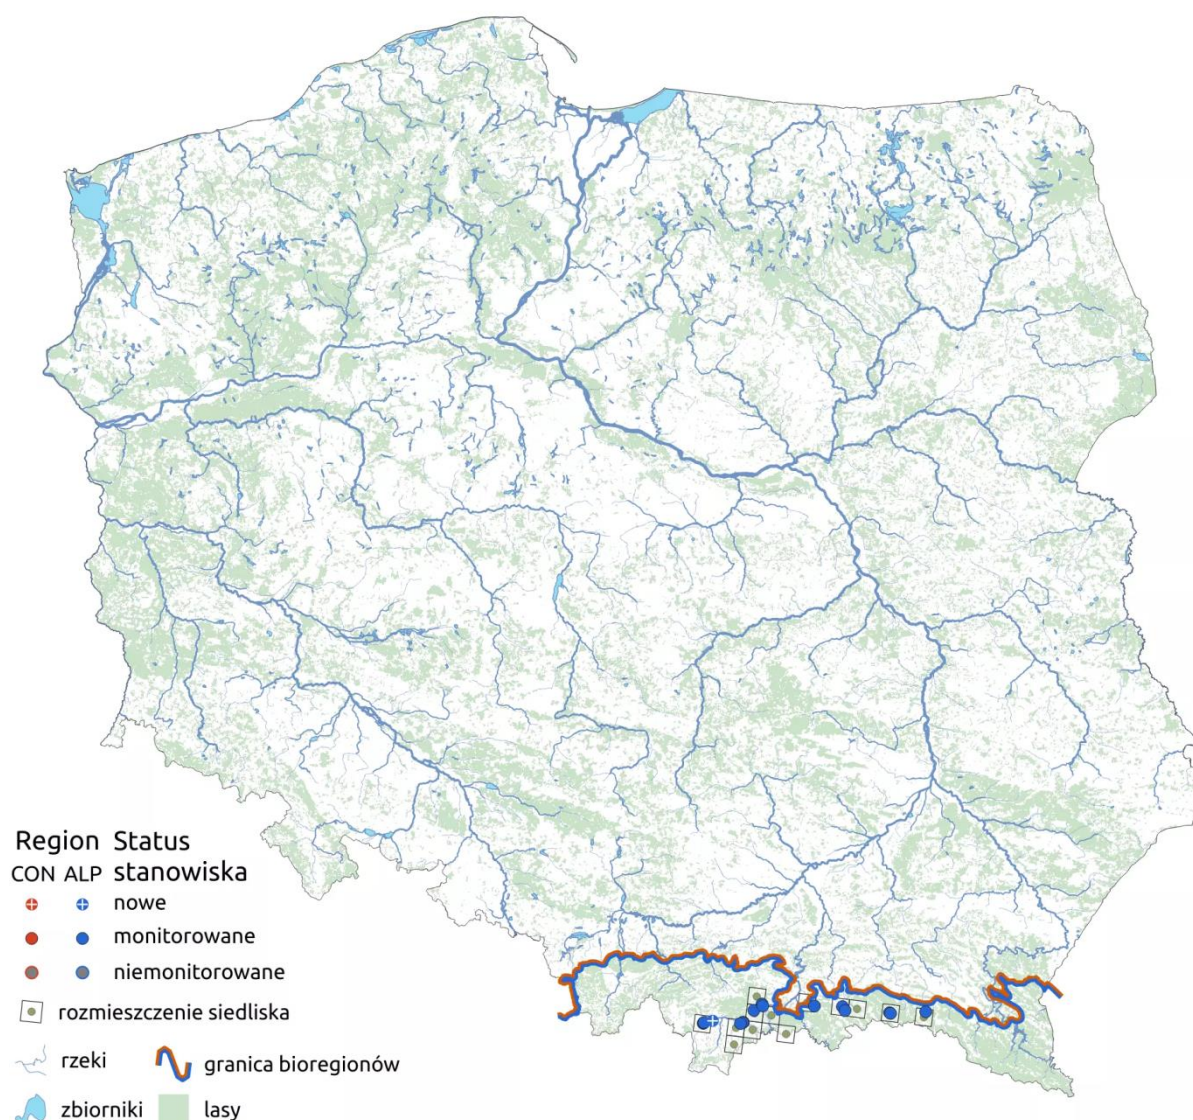 Region Status
CON ALP stanowiska
nowe
monitorowane
niemonitorowane
rozmieszczenie siedliska
rzeki
granica bioregionów
zbiorniki
lasy